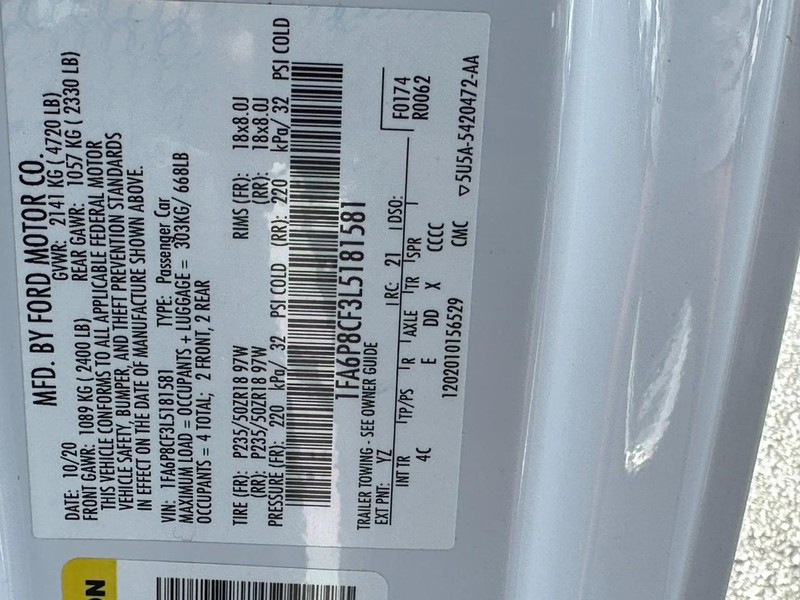 MFD. BY FORD MOTOR CO.
DATE: 10/20 GVWR: 2141 KG ( 4720 LB)
FRONT GAWR: 1089 KG ( 2400 LB) REAR GAWR: 1057 KG ( 2330 LB)
THIS VEHICLE CONFORMS TO ALL APPLICABLE FEDERAL MOTOR
VEHICLE SAFETY, BUMPER, AND THEFT PREVENTION STANDARDS
IN EFFECT ON THE DATE OF MANUFACTURE SHOWN ABOVE.
VIN: 1FA6P8CF3L5181581 TYPE: Passenger Car
MAXIMUM LOAD = OCCUPANTS + LUGGAGE = 303KG/ 668LB
OCCUPANTS = 4 TOTAL; 2 FRONT, 2 REAR
TIRE (FR): P235/50ZR18 97W RIMS (FR): 18x8.0J
(RR): P235/50ZR18 97W (RR): 18x8.0J
PRESSURE (FR): 220 kPa/ 32 PSI COLD (RR): 220 kPa/ 32 PSI COLD
1FA6P8CF3L5181581
TRAILER TOWING - SEE OWNER GUIDE
F0174
R0062
EXT PNT: YZ RC: 21 DSO:
INT TR TP/PS R AXLE TR SPR
4C E DD X CCCC
1202010156529 CMC ▽5U5A-5420472-AA
ON